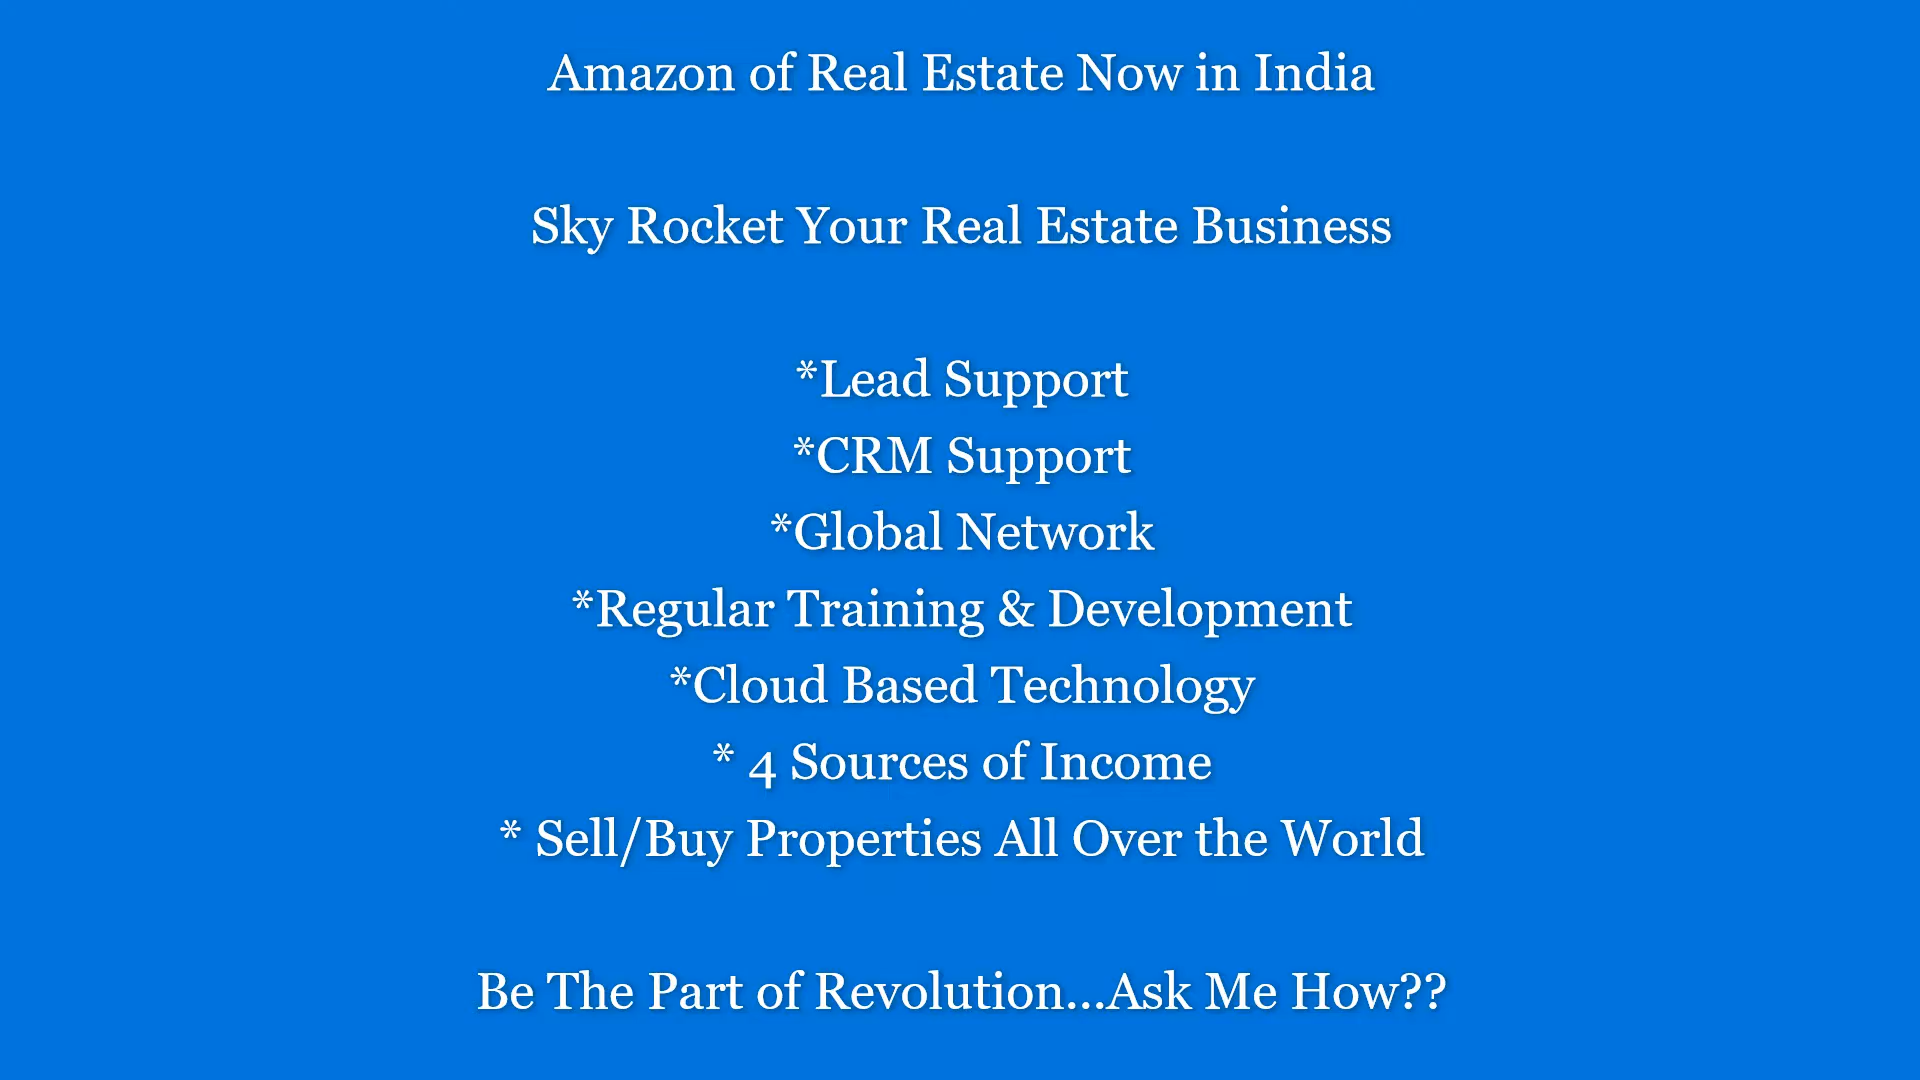 Amazon of Real Estate Now in India
Sky Rocket Your Real Estate Business
*Lead Support
*CRM Support
*Global Network
*Regular Training & Development
*Cloud Based Technology
* 4 Sources of Income
* Sell/Buy Properties All Over the World
Be The Part of Revolution...Ask Me How??